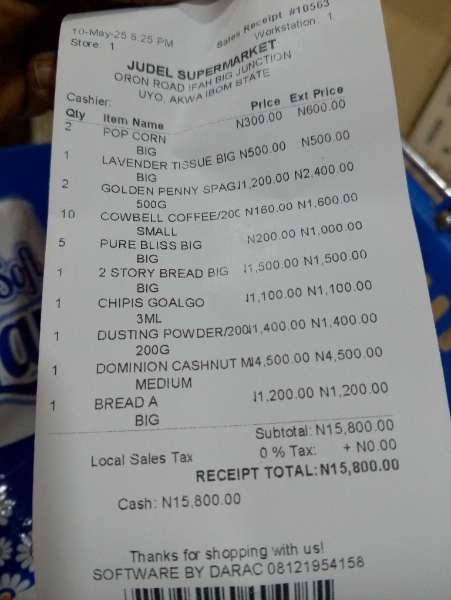 10-May-25 5:25 PM
Store: 1
Sales Receipt #10563
Workstation: 1
JUDEL SUPERMARKET
ORON ROAD IFAH BIG JUNCTION
UYO, AKWA IBOM STATE
Cashier:
Qty Item Name Price Ext Price
2 POP CORN N300.00 N600.00
BIG
1 LAVENDER TISSUE BIG N500.00 N500.00
BIG
2 GOLDEN PENNY SPAG 1,200.00 N2,400.00
500G
10 COWBELL COFFEE/20G N160.00 N1,600.00
SMALL
5 PURE BLISS BIG N200.00 N1,000.00
BIG
1 2 STORY BREAD BIG 1,500.00 N1,500.00
BIG
1 CHIPIS GOALGO 1,100.00 N1,100.00
3ML
1 DUSTING POWDER/200 1,400.00 N1,400.00
200G
1 DOMINION CASHNUT M 4,500.00 N4,500.00
MEDIUM
1 BREAD A 1,200.00 N1,200.00
BIG
Subtotal: N15,800.00
Local Sales Tax 0 % Tax: + N0.00
RECEIPT TOTAL: N15,800.00
Cash: N15,800.00
Thanks for shopping with us!
SOFTWARE BY DARAC 08121954158